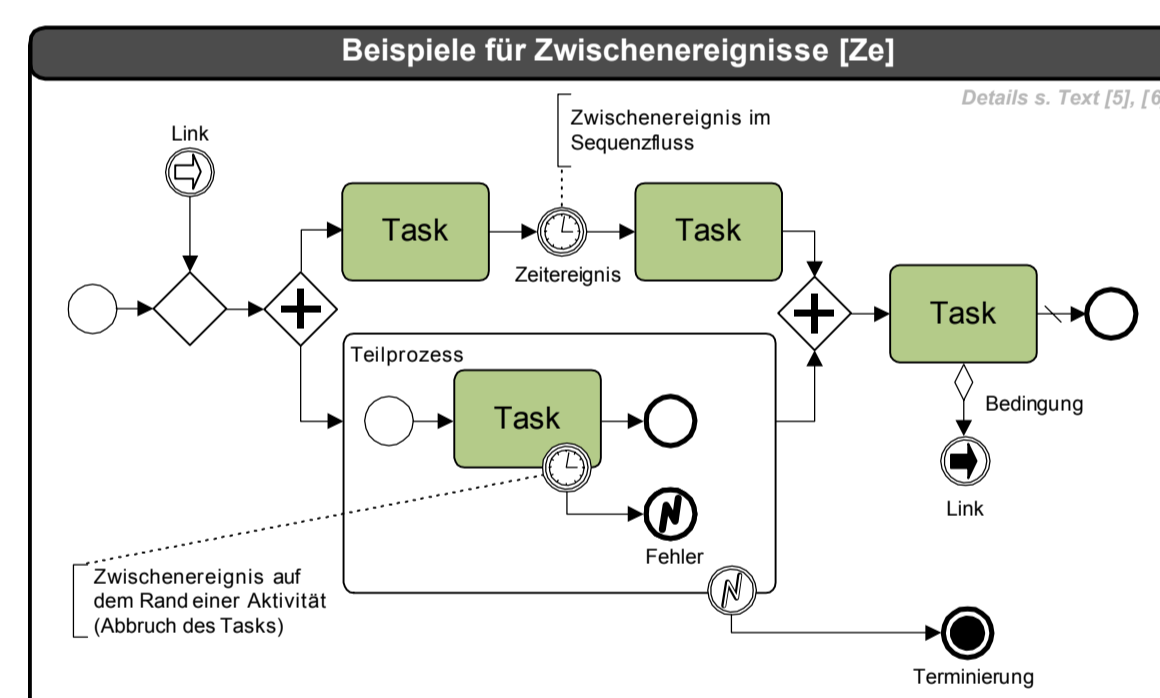 Beispiele für Zwischenereignisse [Ze]
Details s. Text [5], [6
Link
Zwischenereignis im
Sequenzfluss
Task
Task
Zeitereignis
Task
Teilprozess
Task
Bedingung
Link
Fehler
Zwischenereignis auf
dem Rand einer Aktivität
(Abbruch des Tasks)
Terminierung